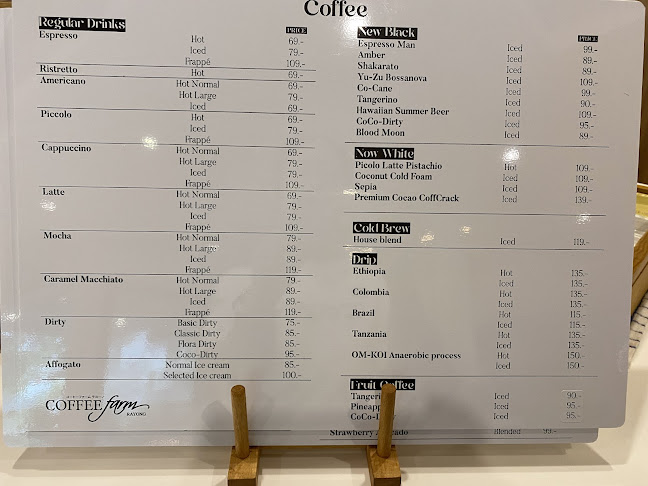 Coffee
Regular Drinks PRICE
Espresso Hot 69.-
Iced 79.-
Frappé 109.-
Ristretto Hot 69.-
Americano Hot Normal 69.-
Hot Large 79.-
Iced 69.-
Piccolo Hot 69.-
Iced 79.-
Frappé 109.-
Cappuccino Hot Normal 69.-
Hot Large 79.-
Iced 79.-
Frappé 109.-
Latte Hot Normal 69.-
Hot Large 79.-
Iced 79.-
Frappé 109.-
Mocha Hot Normal 79.-
Hot Large 89.-
Iced 89.-
Frappé 119.-
Caramel Macchiato Hot Normal 79.-
Hot Large 89.-
Iced 89.-
Frappé 119.-
Dirty Basic Dirty 75.-
Classic Dirty 85.-
Flora Dirty 85.-
Coco-Dirty 95.-
Affogato Normal Ice cream 85.-
Selected Ice cream 100.-
COFFEE farm
RAYONG
New Black PRICE
Espresso Man Iced 99.-
Amber Iced 89.-
Shakarato Iced 89.-
Yu-Zu Bossanova Iced 109.-
Co-Cane Iced 99.-
Tangerino Iced 90.-
Hawaiian Summer Beer Iced 109.-
CoCo-Dirty Iced 95.-
Blood Moon Iced 89.-
Now White
Picolo Latte Pistachio Hot 109.-
Coconut Cold Foam Iced 109.-
Sepia Iced 109.-
Premium Cocao CoffCrack Iced 139.-
Cold Brew
House blend Iced 119.-
Drip
Ethiopia Hot 135.-
Iced 135.-
Colombia Hot 135.-
Iced 135.-
Brazil Hot 115.-
Iced 115.-
Tanzania Hot 135.-
Iced 135.-
OM-KOI Anaerobic process Hot 150.-
Iced 150.-
Fruit Coffee
Tangerin Iced 90.-
Pineapp Iced 95.-
CoCo- Iced 95.-
Strawberry Blended 99.-